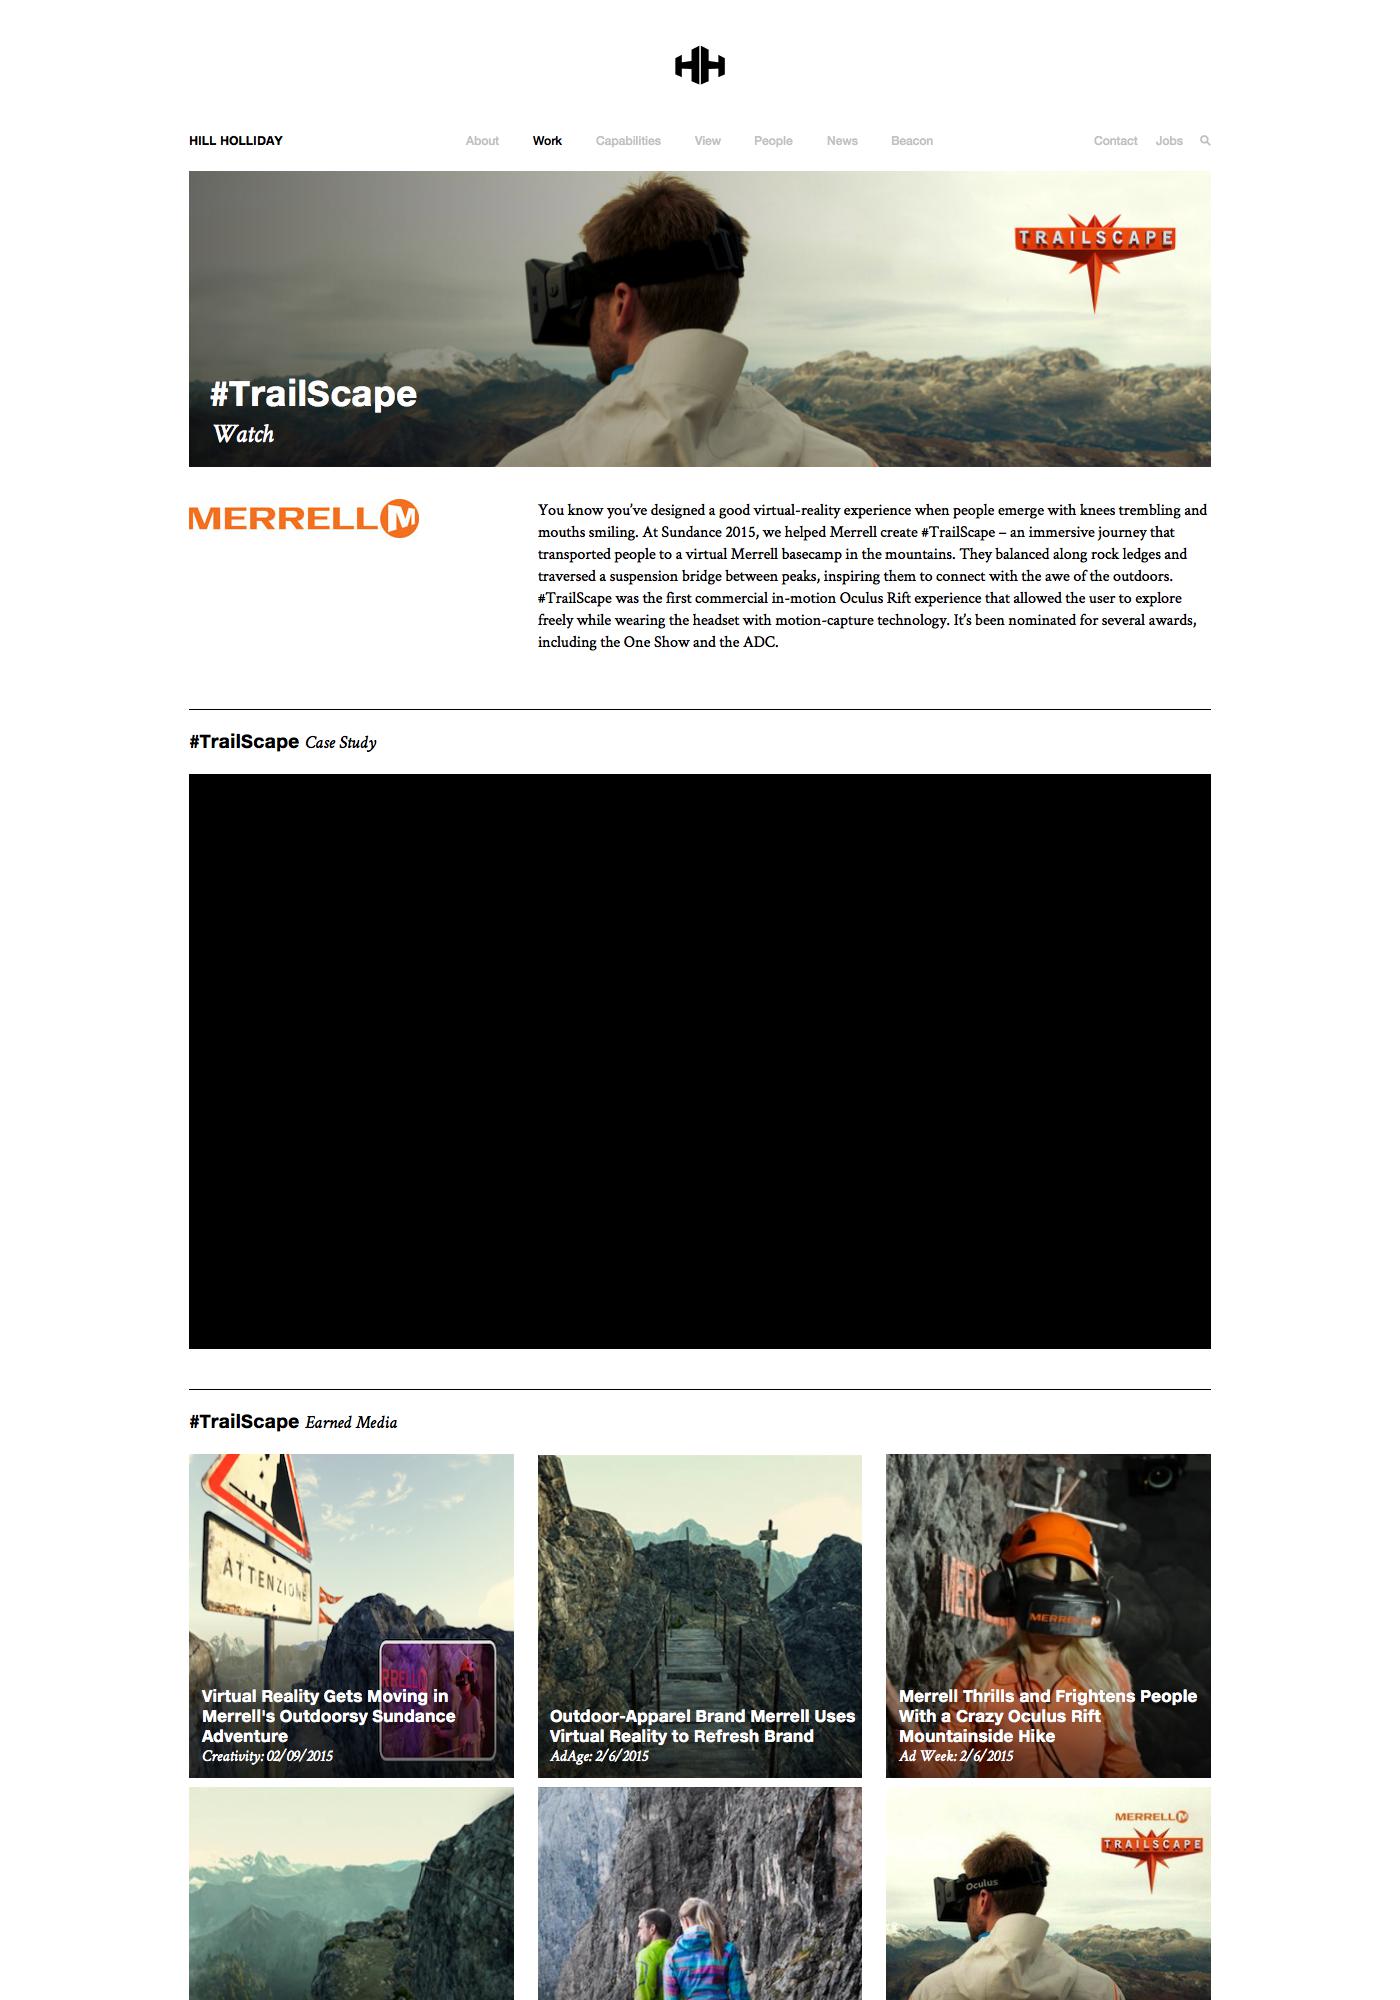 HILL HOLLIDAY
About Work Capabilities View People News Beacon
Contact Jobs
TRAILSCAPE
#TrailScape
Watch
MERRELL M
You know you've designed a good virtual-reality experience when people emerge with knees trembling and
mouths smiling. At Sundance 2015, we helped Merrell create #TrailScape – an immersive journey that
transported people to a virtual Merrell basecamp in the mountains. They balanced along rock ledges and
traversed a suspension bridge between peaks, inspiring them to connect with the awe of the outdoors.
#TrailScape was the first commercial in-motion Oculus Rift experience that allowed the user to explore
freely while wearing the headset with motion-capture technology. It's been nominated for several awards,
including the One Show and the ADC.
#TrailScape Case Study
#TrailScape Earned Media
ATTENZIONE
Virtual Reality Gets Moving in
Merrell's Outdoorsy Sundance
Adventure
Creativity: 02/09/2015
Outdoor-Apparel Brand Merrell Uses
Virtual Reality to Refresh Brand
AdAge: 2/6/2015
MERRELL
Merrell Thrills and Frightens People
With a Crazy Oculus Rift
Mountainside Hike
Ad Week: 2/6/2015
MERRELL M
TRAILSCAPE
Oculus